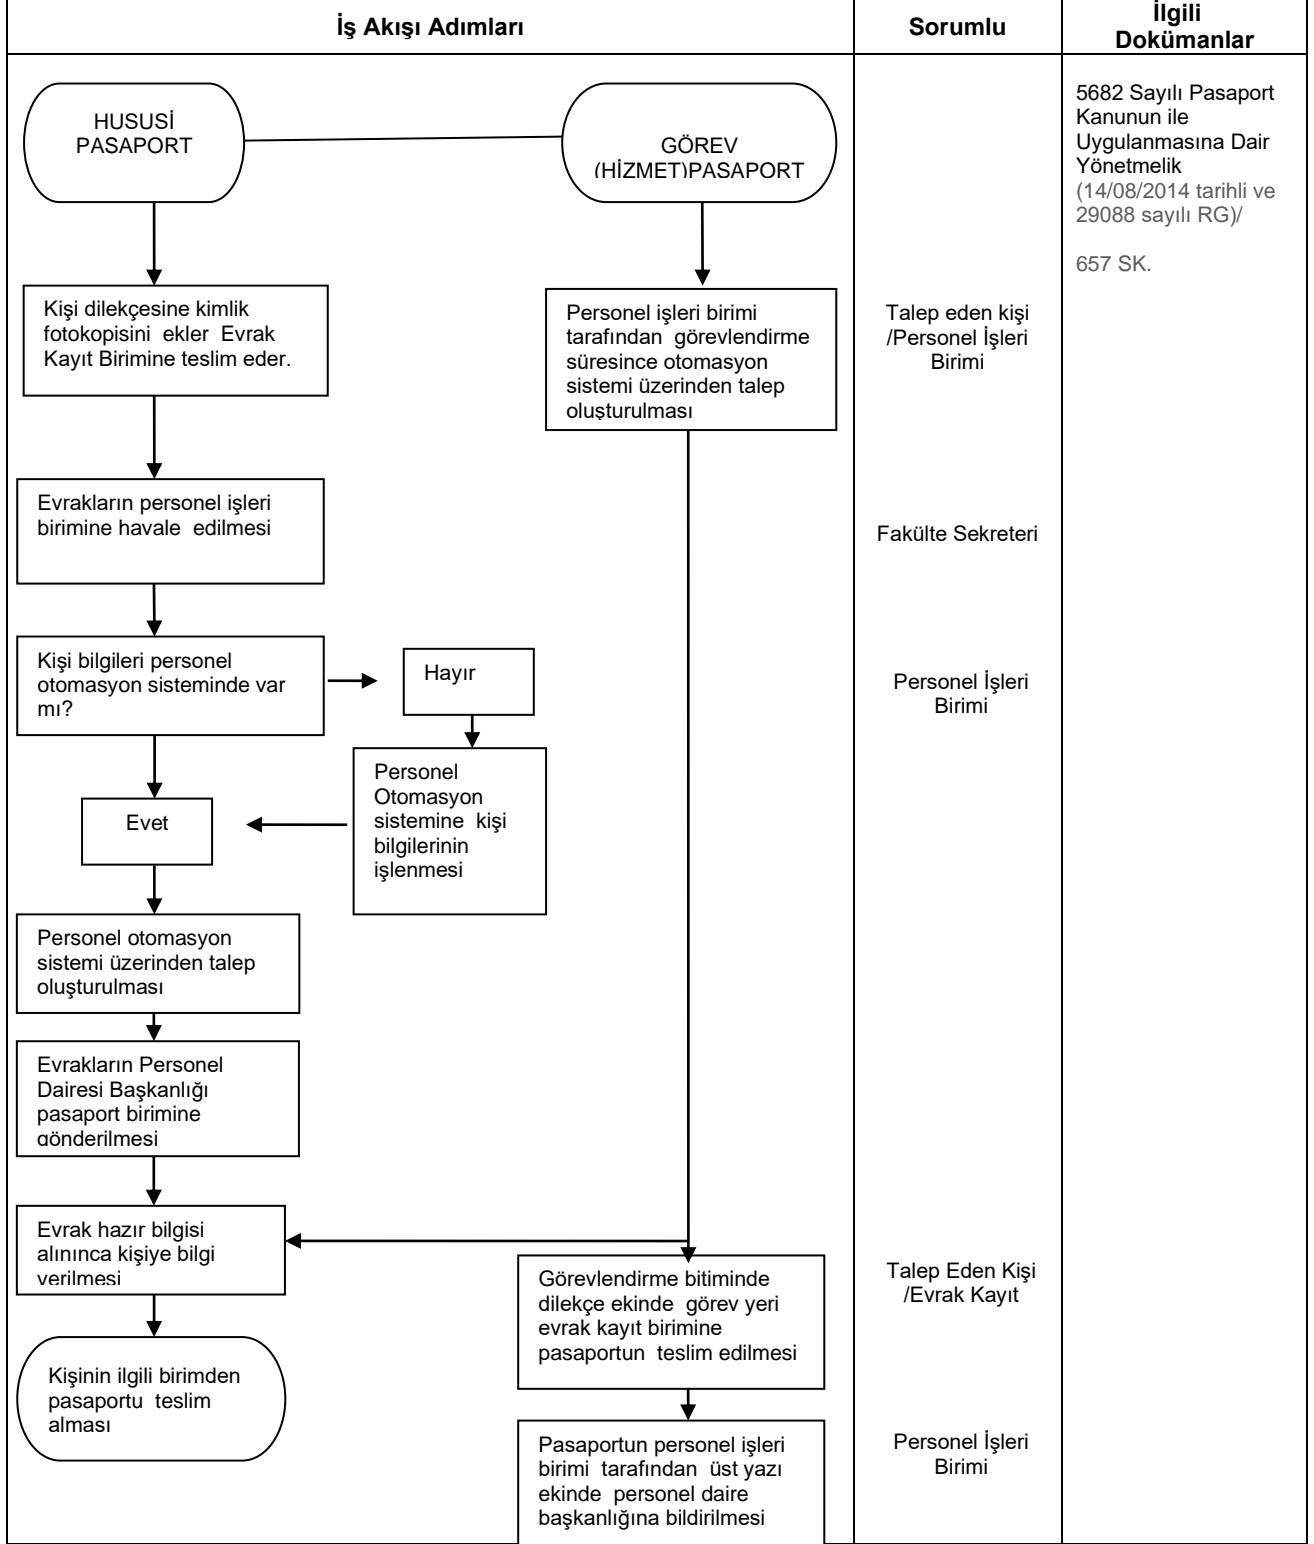 İş Akışı Adımları
Sorumlu
İlgili
Dokümanlar
HUSUSİ
PASAPORT
GÖREV
(HİZMET)PASAPORT
5682 Sayılı Pasaport
Kanunun ile
Uygulanmasına Dair
Yönetmelik
(14/08/2014 tarihli ve
29088 sayılı RG)/
657 SK.
Kişi dilekçesine kimlik
fotokopisini ekler Evrak
Kayıt Birimine teslim eder.
Personel işleri birimi
tarafından görevlendirme
süresince otomasyon
sistemi üzerinden talep
oluşturulması
Talep eden kişi
/Personel İşleri
Birimi
Evrakların personel işleri
birimine havale edilmesi
Fakülte Sekreteri
Kişi bilgileri personel
otomasyon sisteminde var
mı?
Hayır
Personel İşleri
Birimi
Personel
Otomasyon
sistemine kişi
bilgilerinin
işlenmesi
Evet
Personel otomasyon
sistemi üzerinden talep
oluşturulması
Evrakların Personel
Dairesi Başkanlığı
pasaport birimine
gönderilmesi
Evrak hazır bilgisi
alınınca kişiye bilgi
verilmesi
Görevlendirme bitiminde
dilekçe ekinde görev yeri
evrak kayıt birimine
pasaportun teslim edilmesi
Talep Eden Kişi
/Evrak Kayıt
Kişinin ilgili birimden
pasaportu teslim
alması
Pasaportun personel işleri
birimi tarafından üst yazı
ekinde personel daire
başkanlığına bildirilmesi
Personel İşleri
Birimi